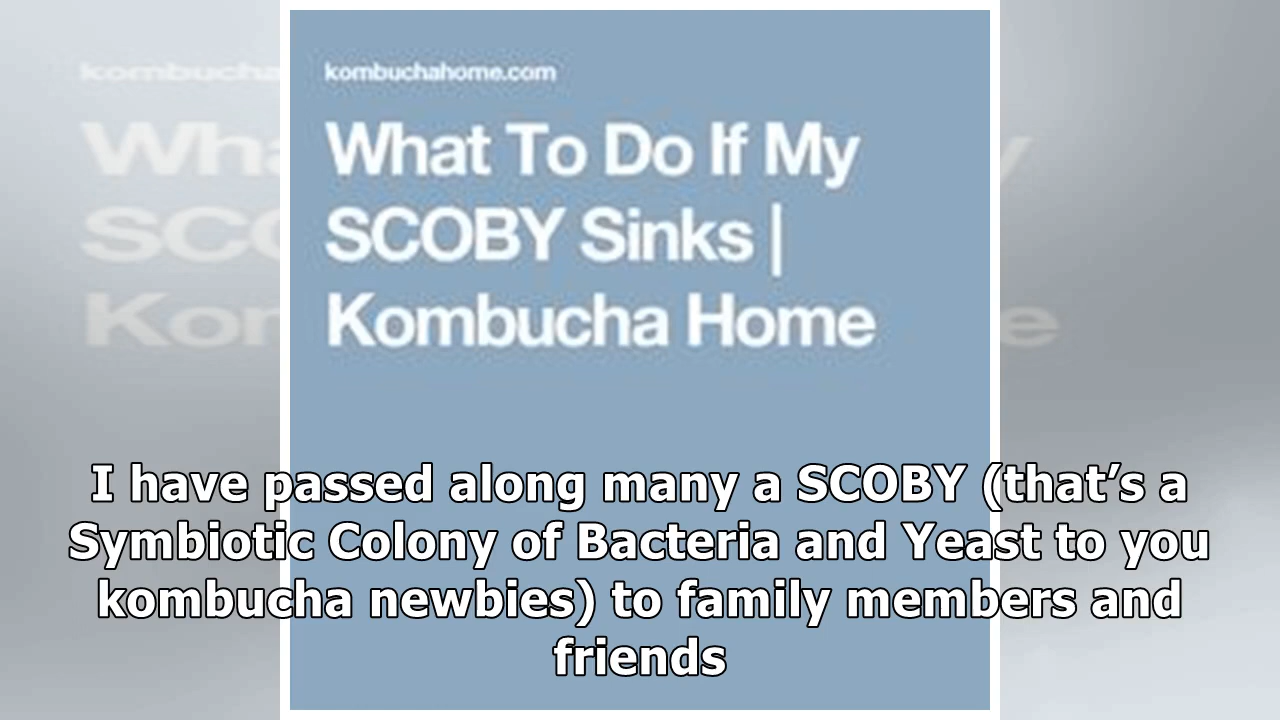 kombuchahome.com
What To Do If My
SCOBY Sinks |
Kombucha Home
I have passed along many a SCOBY (that’s a
Symbiotic Colony of Bacteria and Yeast to you
kombucha newbies) to family members and
friends